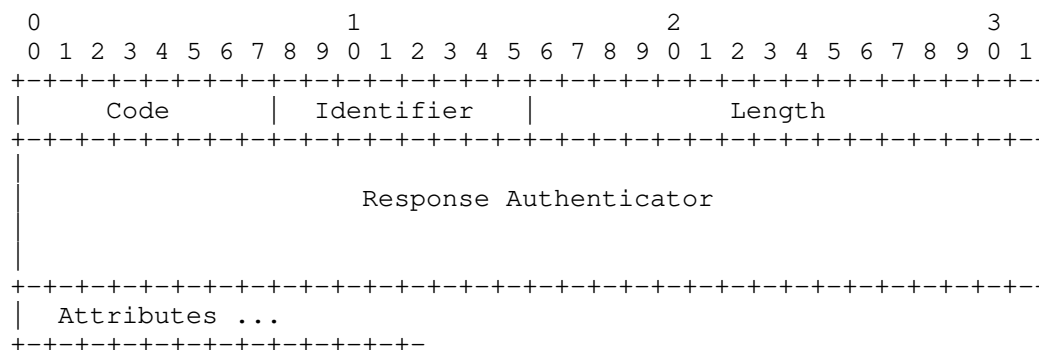 0                   1                   2                   3
 0 1 2 3 4 5 6 7 8 9 0 1 2 3 4 5 6 7 8 9 0 1 2 3 4 5 6 7 8 9 0 1
+-+-+-+-+-+-+-+-+-+-+-+-+-+-+-+-+-+-+-+-+-+-+-+-+-+-+-+-+-+-+-+-
|     Code      |  Identifier   |            Length
+-+-+-+-+-+-+-+-+-+-+-+-+-+-+-+-+-+-+-+-+-+-+-+-+-+-+-+-+-+-+-+-
|
|                     Response Authenticator
|
|
+-+-+-+-+-+-+-+-+-+-+-+-+-+-+-+-+-+-+-+-+-+-+-+-+-+-+-+-+-+-+-+-
|  Attributes ...
+-+-+-+-+-+-+-+-+-+-+-+-+-